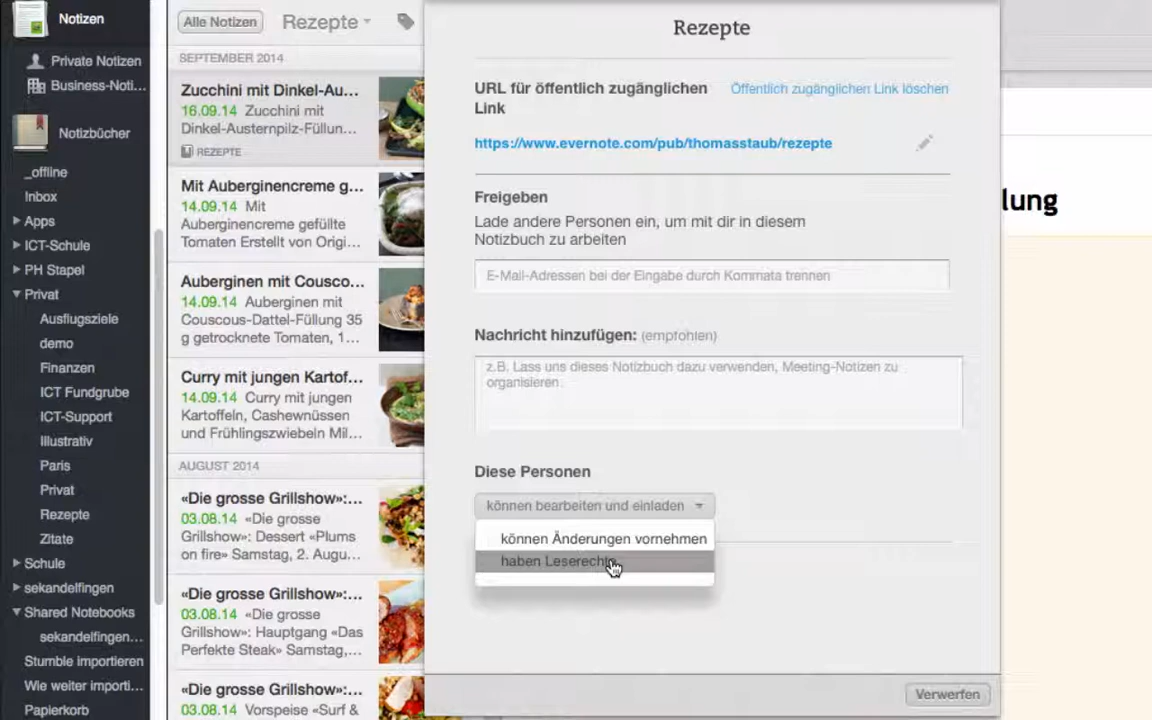 Notizen
Private Notizen
Business-Noti...
Notizbücher
_offline
Inbox
Apps
ICT-Schule
PH Stapel
Privat
Ausflugsziele
demo
Finanzen
ICT Fundgrube
ICT-Support
Illustrativ
Paris
Privat
Rezepte
Zitate
Schule
sekandelfingen
Shared Notebooks
sekandelfingen...
Stumble importieren
Wie weiter importi...
Papierkorb
Alle Notizen
Rezepte
SEPTEMBER 2014
Zucchini mit Dinkel-Au...
16.09.14 Zucchini mit
Dinkel-Austernpilz-Füllun...
REZEPTE
Mit Auberginencreme g...
14.09.14 Mit
Auberginencreme gefüllte
Tomaten Erstellt von Origi...
Auberginen mit Cousco...
14.09.14 Auberginen mit
Couscous-Dattel-Füllung 35
g getrocknete Tomaten, 1...
Curry mit jungen Kartof...
14.09.14 Curry mit jungen
Kartoffeln, Cashewnüssen
und Frühlingszwiebeln Mil...
AUGUST 2014
«Die grosse Grillshow»:...
03.08.14 «Die grosse
Grillshow»: Dessert «Plums
on fire» Samstag, 2. Augu...
«Die grosse Grillshow»:...
03.08.14 «Die grosse
Grillshow»: Hauptgang «Das
Perfekte Steak» Samstag,...
«Die grosse Grillshow»:...
03.08.14 Vorspeise «Surf &
Rezepte
URL für öffentlich zugänglichen
Link
Öffentlich zugänglichen Link löschen
https://www.evernote.com/pub/thomasstaub/rezepte
Freigeben
Lade andere Personen ein, um mit dir in diesem
Notizbuch zu arbeiten
E-Mail-Adressen bei der Eingabe durch Kommata trennen
Nachricht hinzufügen: (empfohlen)
z.B. Lass uns dieses Notizbuch dazu verwenden, Meeting-Notizen zu
organisieren.
Diese Personen
können bearbeiten und einladen
können Änderungen vornehmen
haben Leserechte
Verwerfen
lung